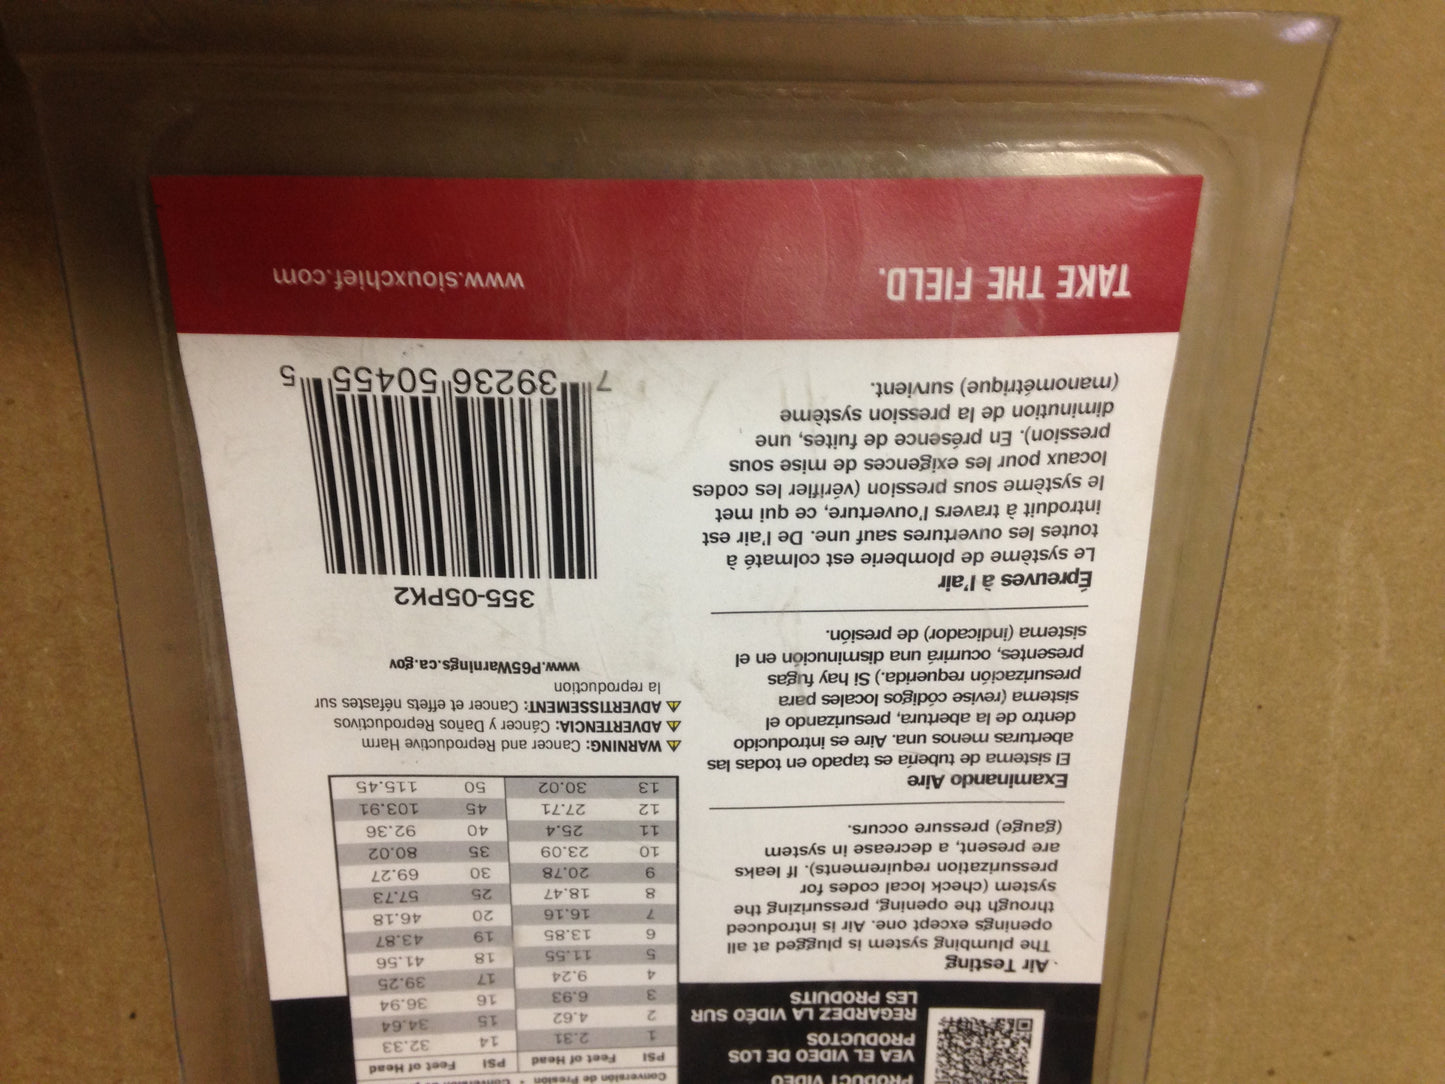 PRODUCT VIDEO
VEA EL VIDEO DE LOS
PRODUCTOS
REGARDEZ LA VIDÉO SUR
LES PRODUITS
Air Testing
The plumbing system is plugged at all
openings except one. Air is introduced
through the opening, pressurizing the
system (check local codes for
pressurization requirements). If leaks
are present, a decrease in system
(gauge) pressure occurs.
Examinando Aire
El sistema de tubería es tapado en todas las
aberturas menos una. Aire es introducido
dentro de la abertura, presurizando el
sistema (revise códigos locales para
presurización requerida.) Si hay fugas
presentes, ocurrirá una disminución en el
sistema (indicador) de presión.
Épreuves à l'air
Le système de plomberie est colmaté à
toutes les ouvertures sauf une. De l'air est
introduit à travers l'ouverture, ce qui met
le système sous pression (vérifier les codes
locaux pour les exigences de mise sous
pression). En présence de fuites, une
diminution de la pression système
(manométrique) survient.
Conversión de Presion •
PSI Feet of Head PSI Feet of Head
1 2.31 14 32.33
2 4.62 15 34.64
3 6.93 16 36.94
4 9.24 17 39.25
5 11.55 18 41.56
6 13.85 19 43.87
7 16.16 20 46.18
8 18.47 25 57.73
9 20.78 30 69.27
10 23.09 35 80.02
11 25.4 40 92.36
12 27.71 45 103.91
13 30.02 50 115.45
WARNING: Cancer and Reproductive Harm
ADVERTENCIA: Cáncer y Daños Reproductivos
ADVERTISSEMENT: Cancer et effets néfastes sur
la reproduction
www.P65Warnings.ca.gov
355-05PK2
7 39236 50455 5
TAKE THE FIELD. www.siouxchief.com